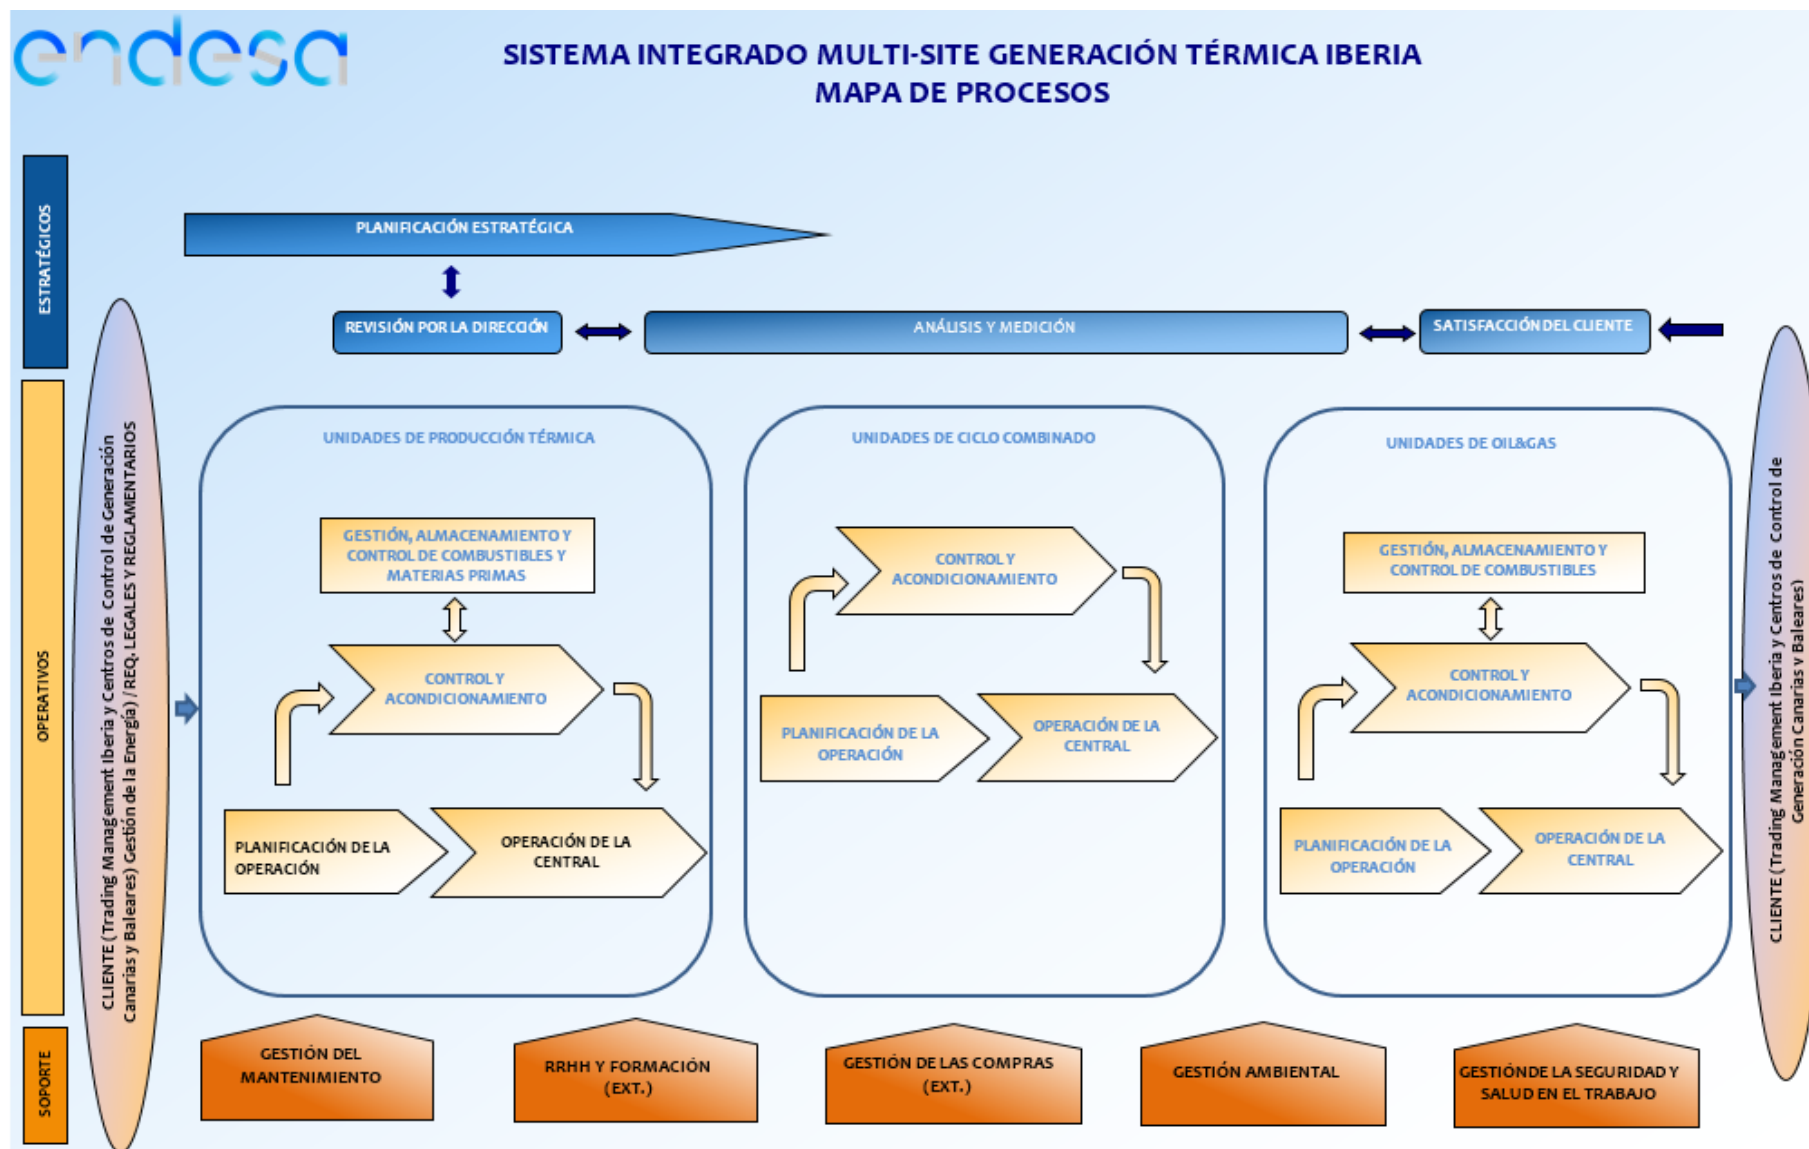 endesa
SISTEMA INTEGRADO MULTI-SITE GENERACIÓN TÉRMICA IBERIA
MAPA DE PROCESOS
ESTRATÉGICOS
PLANIFICACIÓN ESTRATÉGICA
REVISIÓN POR LA DIRECCIÓN
ANÁLISIS Y MEDICIÓN
SATISFACCIÓN DEL CLIENTE
OPERATIVOS
CLIENTE (Trading Management Iberia y Centros de Control de Generación
Canarias y Baleares) Gestión de la Energía) / REQ. LEGALES Y REGLAMENTARIOS
UNIDADES DE PRODUCCIÓN TÉRMICA
GESTIÓN, ALMACENAMIENTO Y
CONTROL DE COMBUSTIBLES Y
MATERIAS PRIMAS
CONTROL Y
ACONDICIONAMIENTO
PLANIFICACIÓN DE LA
OPERACIÓN
OPERACIÓN DE LA
CENTRAL
UNIDADES DE CICLO COMBINADO
CONTROL Y
ACONDICIONAMIENTO
PLANIFICACIÓN DE LA
OPERACIÓN
OPERACIÓN DE LA
CENTRAL
UNIDADES DE OIL&GAS
GESTIÓN, ALMACENAMIENTO Y
CONTROL DE COMBUSTIBLES
CONTROL Y
ACONDICIONAMIENTO
PLANIFICACIÓN DE LA
OPERACIÓN
OPERACIÓN DE LA
CENTRAL
CLIENTE (Trading Management Iberia y Centros de Control de
Generación Canarias y Baleares)
SOPORTE
GESTIÓN DEL
MANTENIMIENTO
RRHH Y FORMACIÓN
(EXT.)
GESTIÓN DE LAS COMPRAS
(EXT.)
GESTIÓN AMBIENTAL
GESTIÓNDE LA SEGURIDAD Y
SALUD EN EL TRABAJO